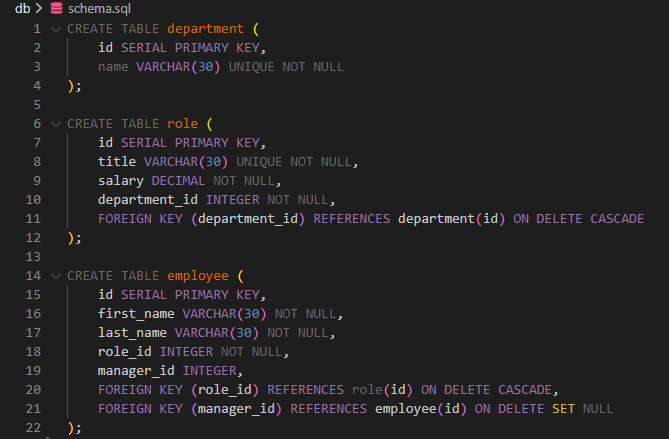 db > schema.sql
1 CREATE TABLE department (
2 id SERIAL PRIMARY KEY,
3 name VARCHAR(30) UNIQUE NOT NULL
4 );
5
6 CREATE TABLE role (
7 id SERIAL PRIMARY KEY,
8 title VARCHAR(30) UNIQUE NOT NULL,
9 salary DECIMAL NOT NULL,
10 department_id INTEGER NOT NULL,
11 FOREIGN KEY (department_id) REFERENCES department(id) ON DELETE CASCADE
12 );
13
14 CREATE TABLE employee (
15 id SERIAL PRIMARY KEY,
16 first_name VARCHAR(30) NOT NULL,
17 last_name VARCHAR(30) NOT NULL,
18 role_id INTEGER NOT NULL,
19 manager_id INTEGER,
20 FOREIGN KEY (role_id) REFERENCES role(id) ON DELETE CASCADE,
21 FOREIGN KEY (manager_id) REFERENCES employee(id) ON DELETE SET NULL
22 );